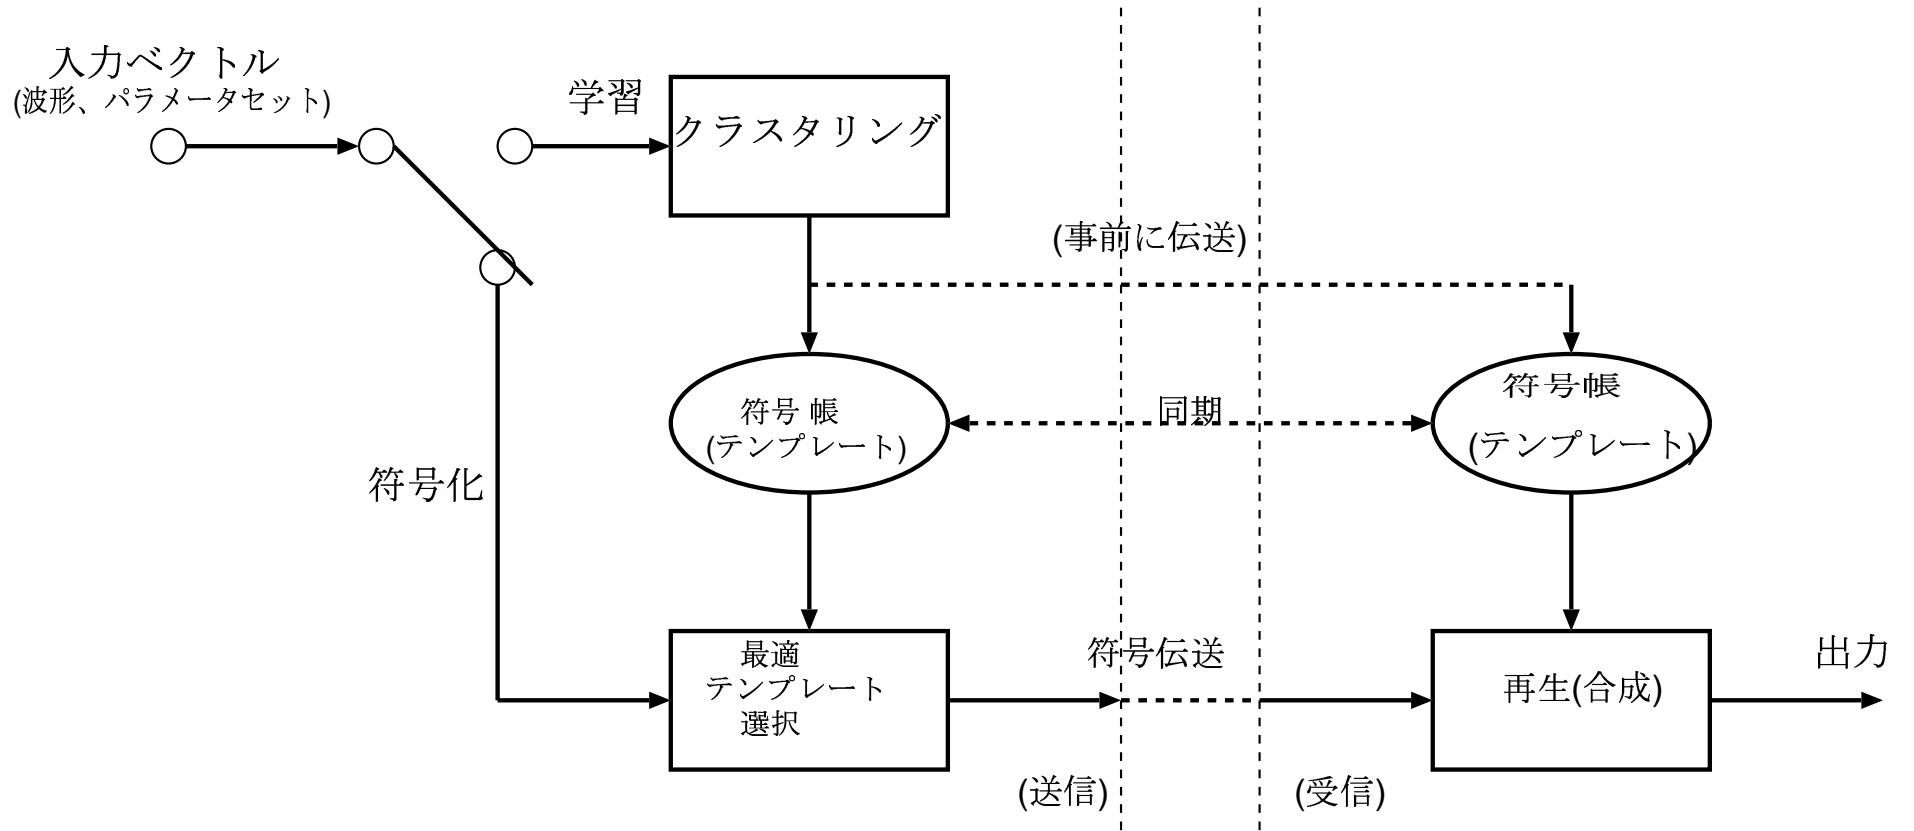 入力ベクトル
(波形、パラメータセット)
学習
クラスタリング
(事前に伝送)
符号帳
(テンプレート)
同期
符号帳
(テンプレート)
符号化
最適
テンプレート
選択
符号伝送
再生(合成)
出力
(送信)
(受信)